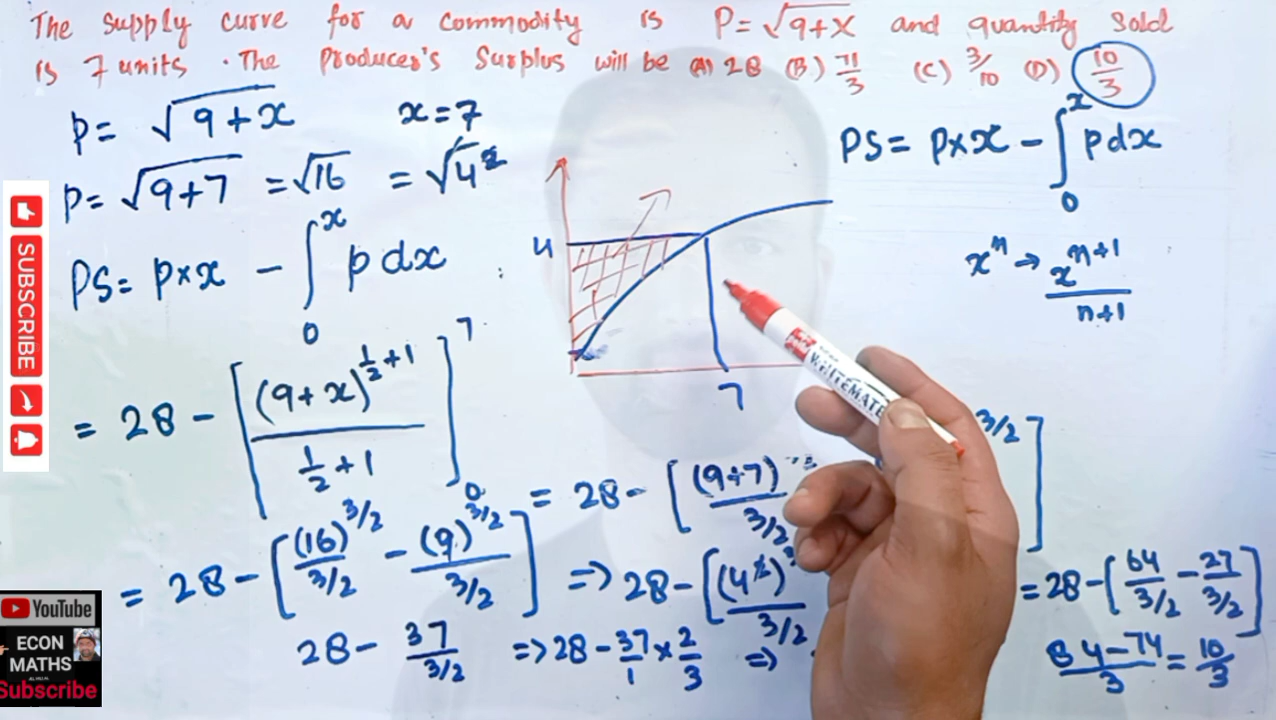 The supply curve for a commodity is P = √9+x and quantity sold
is 7 units. The Producer's Surplus will be (A) 28 (B.) 71/3 (C) 3/10 (D) 10/3
p = √9+x x = 7
p = √9+7 = √16 = √4²
PS = p×x − ∫₀ˣ p dx
PS = p×x − ∫₀ˣ p dx
xⁿ → xⁿ⁺¹/n+1
4
7
= 28 − [(9+x)^(1/2+1) / 1/2+1]₀⁷
= 28 − [(9+7) / 3/2 3/2]
= 28 − [(16)^(3/2) / 3/2 − (9)^(3/2) / 3/2] => 28 − [(4²) / 3/2
= 28 − [64 / 3/2 − 27 / 3/2]
28 − 37 / 3/2 => 28 − 37/1 × 2/3 =>
84 − 74 / 3 = 10/3
SUBSCRIBE
YouTube
ECON
MATHS
Subscribe
WHITEMATE